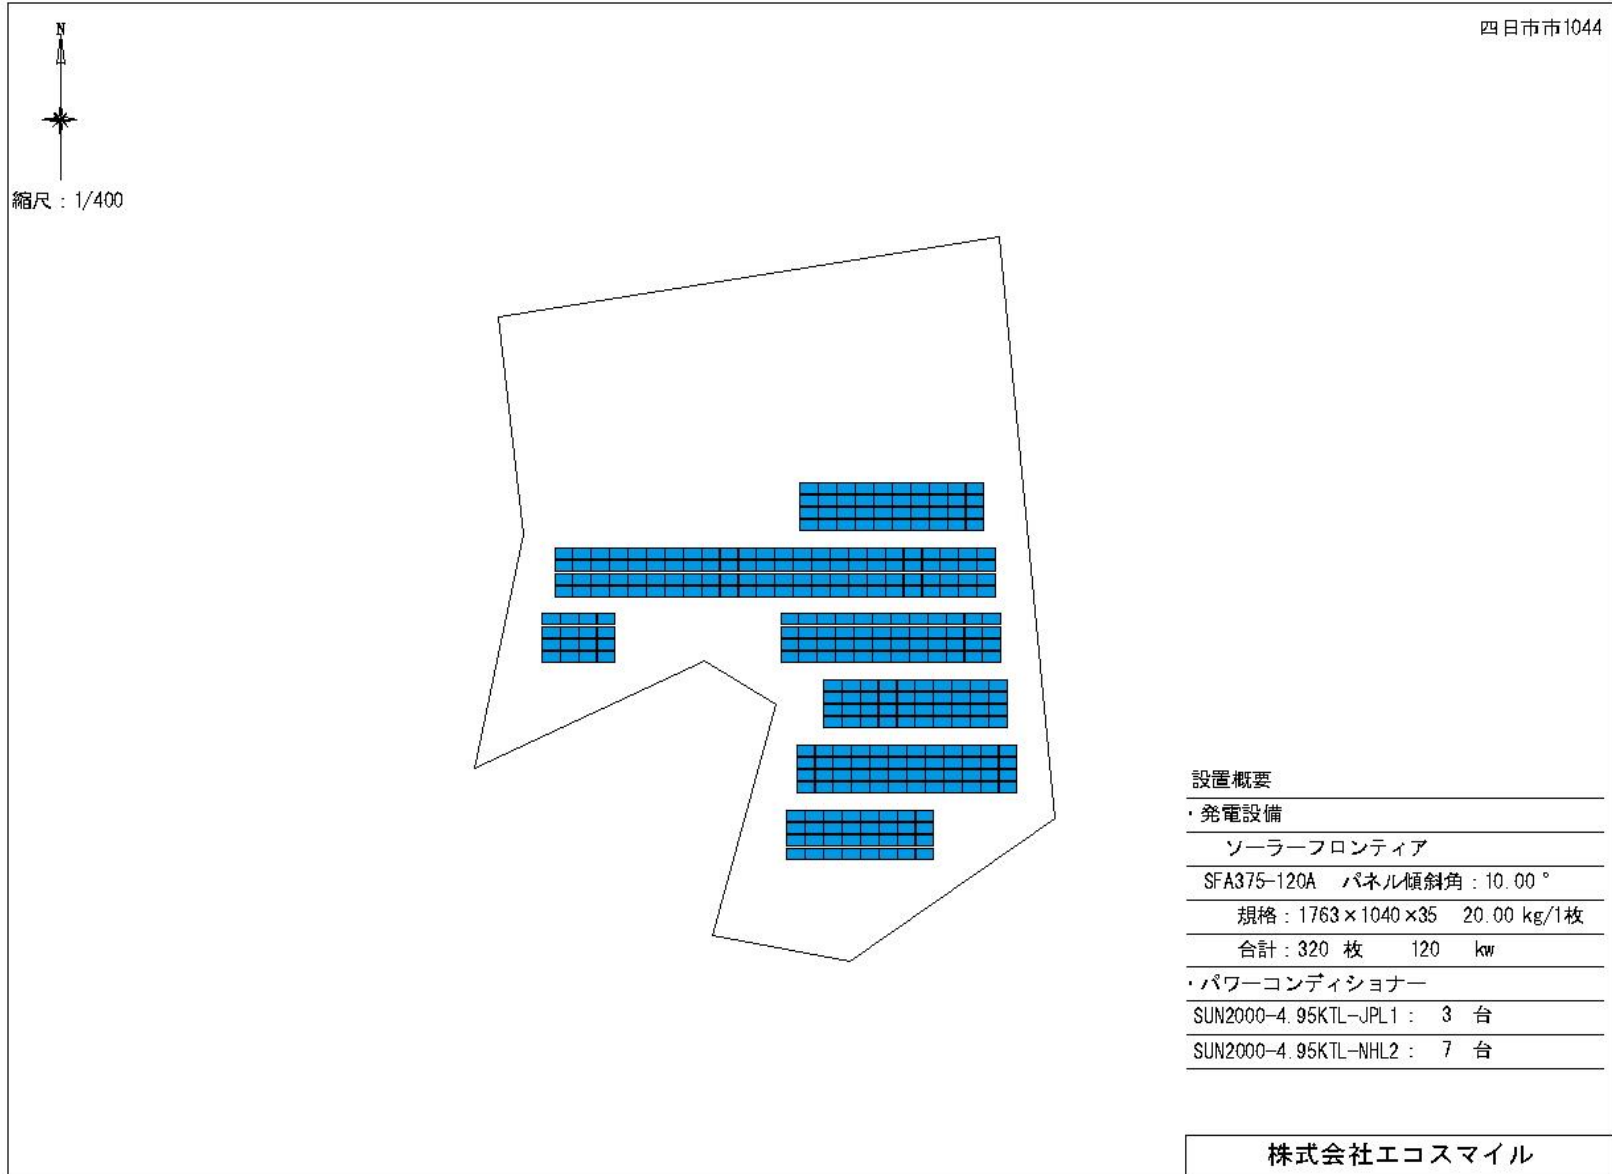 四日市市1044
N
縮尺：1/400
設置概要
・発電設備
ソーラーフロンティア
SFA375-120A パネル傾斜角：10.00°
規格：1763×1040×35 20.00 kg/1枚
合計：320 枚 120 kw
・パワーコンディショナー
SUN2000-4.95KTL-JPL1： 3 台
SUN2000-4.95KTL-NHL2： 7 台
株式会社エコスマイル